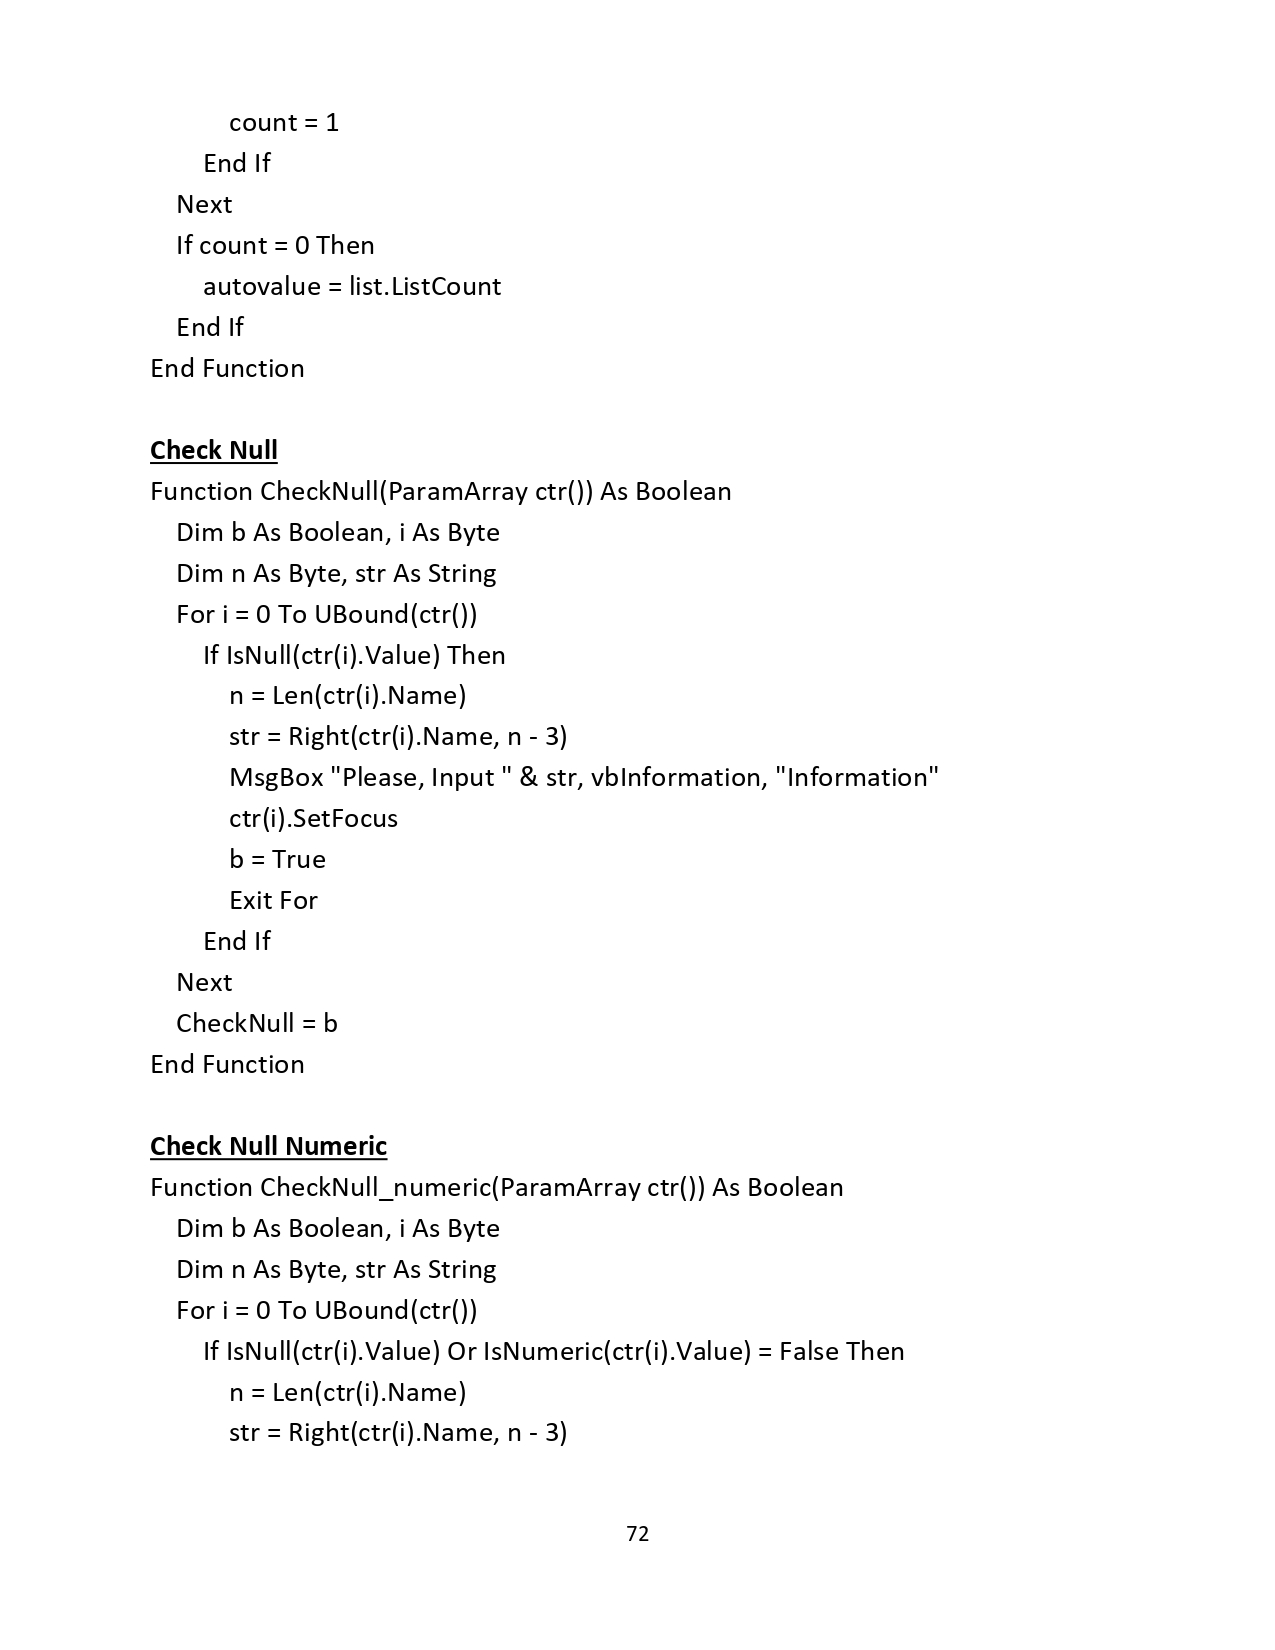 count = 1
End If
Next
If count = 0 Then
autovalue = list.ListCount
End If
End Function
Check Null
Function CheckNull(ParamArray ctr()) As Boolean
Dim b As Boolean, i As Byte
Dim n As Byte, str As String
For i = 0 To UBound(ctr())
If IsNull(ctr(i).Value) Then
n = Len(ctr(i).Name)
str = Right(ctr(i).Name, n - 3)
MsgBox "Please, Input " & str, vbInformation, "Information"
ctr(i).SetFocus
b = True
Exit For
End If
Next
CheckNull = b
End Function
Check Null Numeric
Function CheckNull_numeric(ParamArray ctr()) As Boolean
Dim b As Boolean, i As Byte
Dim n As Byte, str As String
For i = 0 To UBound(ctr())
If IsNull(ctr(i).Value) Or IsNumeric(ctr(i).Value) = False Then
n = Len(ctr(i).Name)
str = Right(ctr(i).Name, n - 3)
72